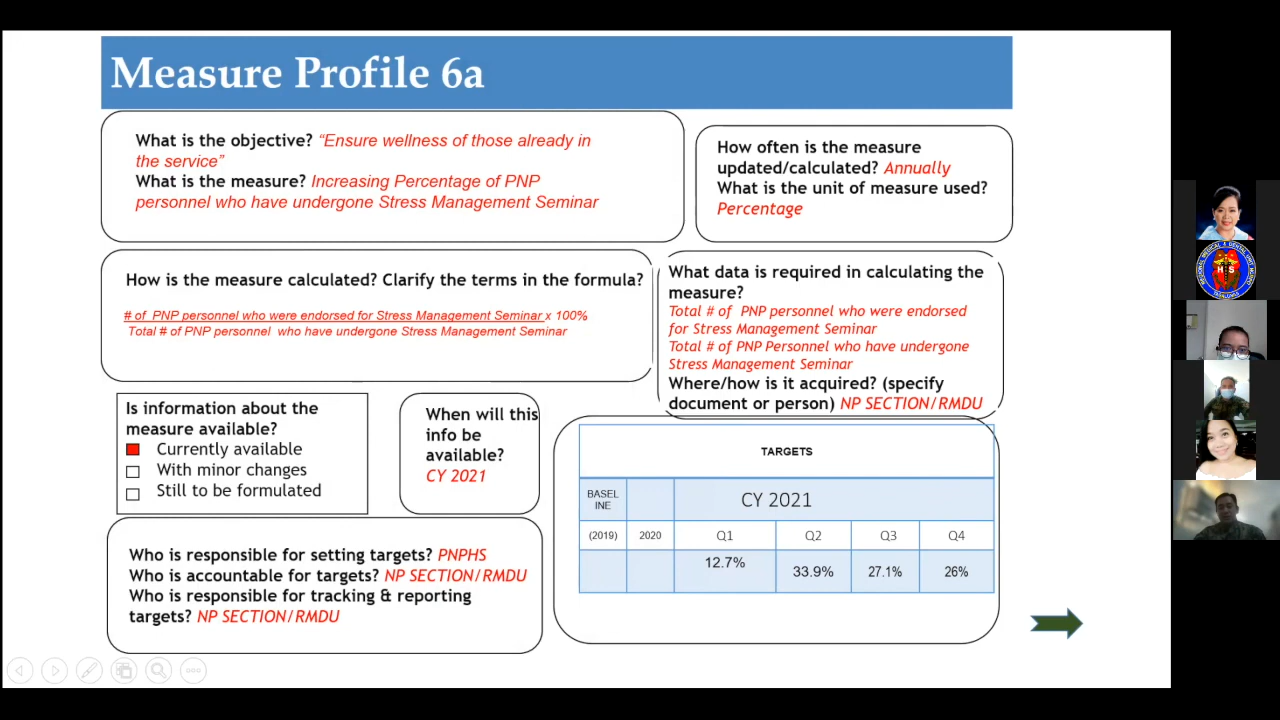 Measure Profile 6a
What is the objective? “Ensure wellness of those already in
the service”
What is the measure? Increasing Percentage of PNP
personnel who have undergone Stress Management Seminar
How often is the measure
updated/calculated? Annually
What is the unit of measure used?
Percentage
How is the measure calculated? Clarify the terms in the formula?
# of PNP personnel who were endorsed for Stress Management Seminar x 100%
Total # of PNP personnel who have undergone Stress Management Seminar
What data is required in calculating the
measure?
Total # of PNP personnel who were endorsed
for Stress Management Seminar
Total # of PNP Personnel who have undergone
Stress Management Seminar
Where/how is it acquired? (specify
document or person) NP SECTION/RMDU
Is information about the
measure available?
Currently available
With minor changes
Still to be formulated
When will this
info be
available?
CY 2021
TARGETS
BASEL
INE
CY 2021
(2019) 2020 Q1 Q2 Q3 Q4
12.7% 33.9% 27.1% 26%
Who is responsible for setting targets? PNPHS
Who is accountable for targets? NP SECTION/RMDU
Who is responsible for tracking & reporting
targets? NP SECTION/RMDU
HS